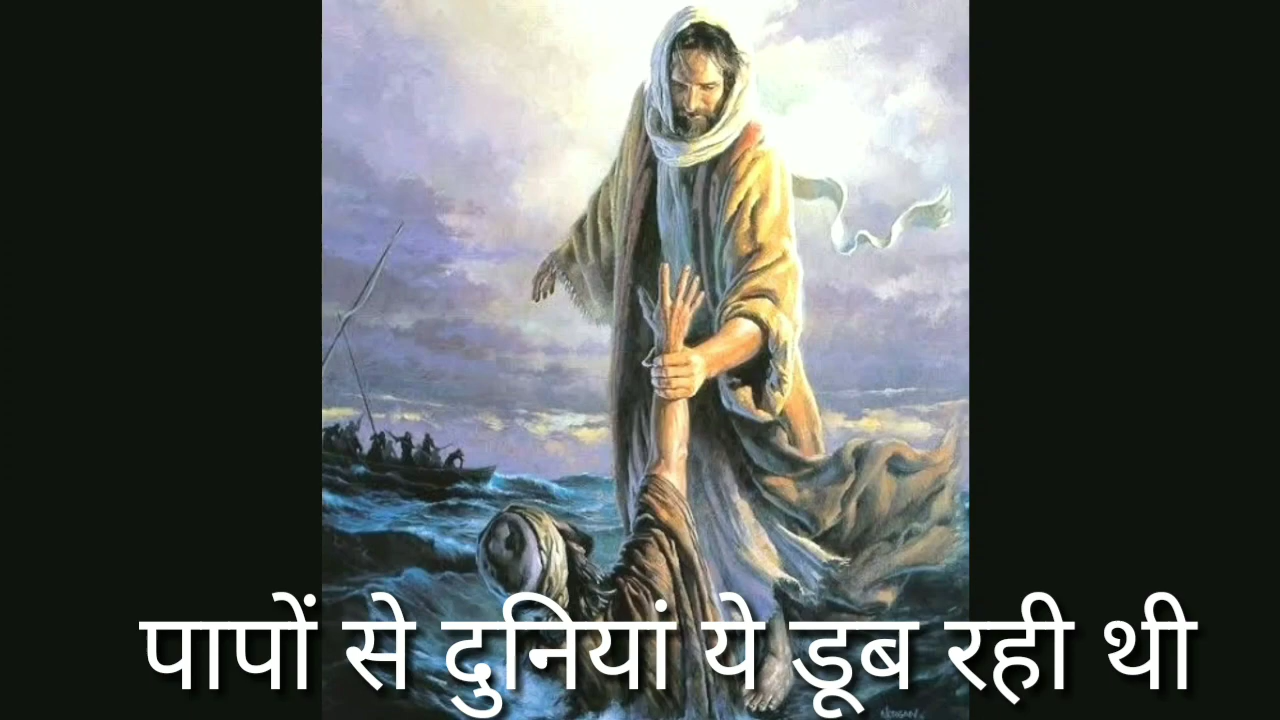 पापों से दुनियां ये डूब रही थी